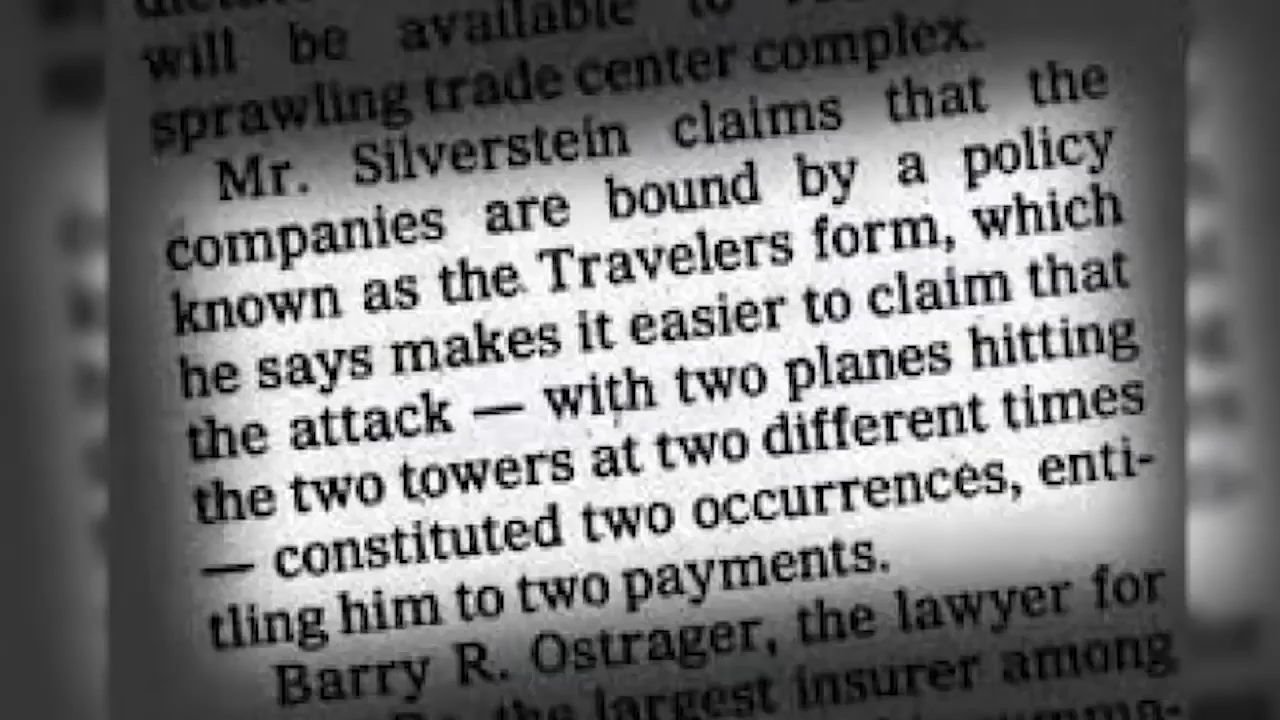 will be available to
sprawling trade center complex.
Mr. Silverstein claims that the
companies are bound by a policy
known as the Travelers form, which
he says makes it easier to claim that
the attack — with two planes hitting
the two towers at two different times
— constituted two occurrences, enti-
tling him to two payments.
Barry R. Ostrager, the lawyer for
the largest insurer among